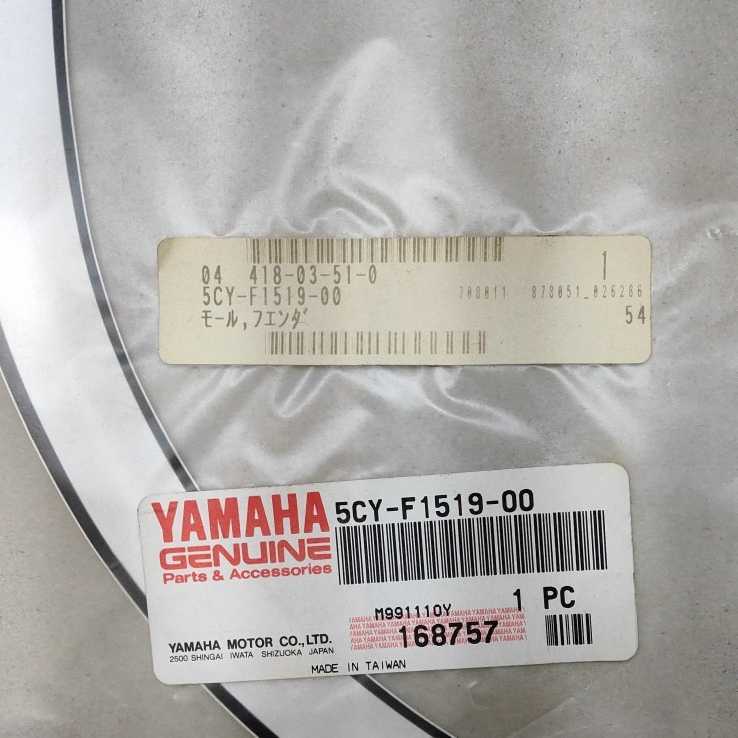 04 418-03-51-0 1
5CY-F1519-00 708011 878051_026286
モール,フエンダ 54
YAMAHA 5CY-F1519-00
GENUINE
Parts & Accessories
M991110Y 1 PC
168757
YAMAHA MOTOR CO.,LTD.
2500 SHINGAI IWATA SHIZUOKA JAPAN
MADE IN TAIWAN